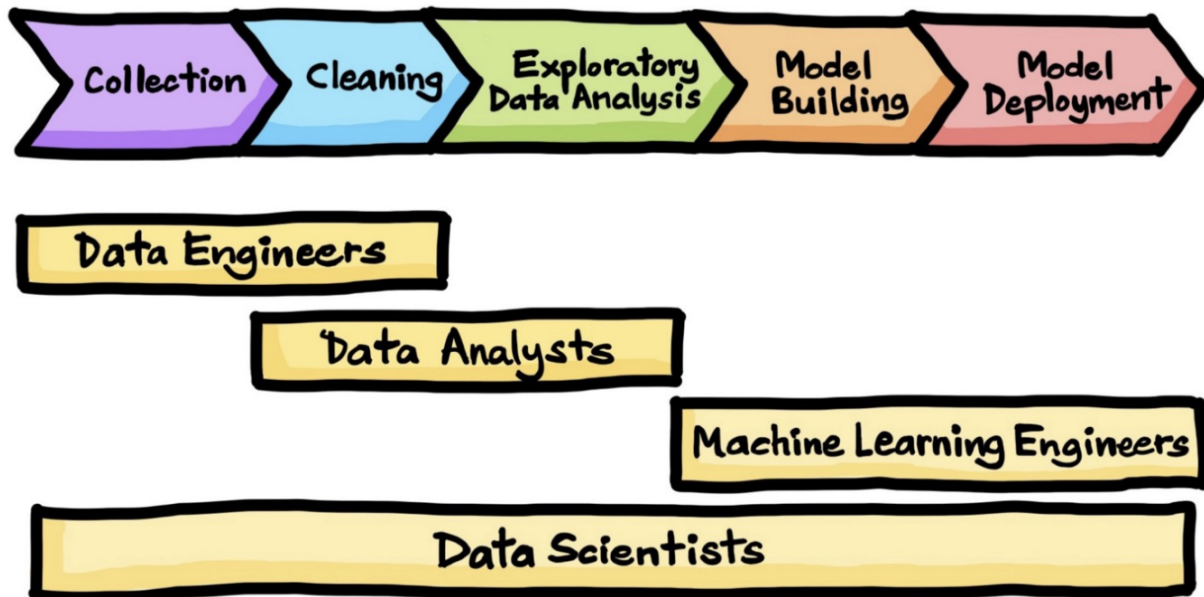 Collection
Cleaning
Exploratory
Data Analysis
Model
Building
Model
Deployment
Data Engineers
Data Analysts
Machine Learning Engineers
Data Scientists